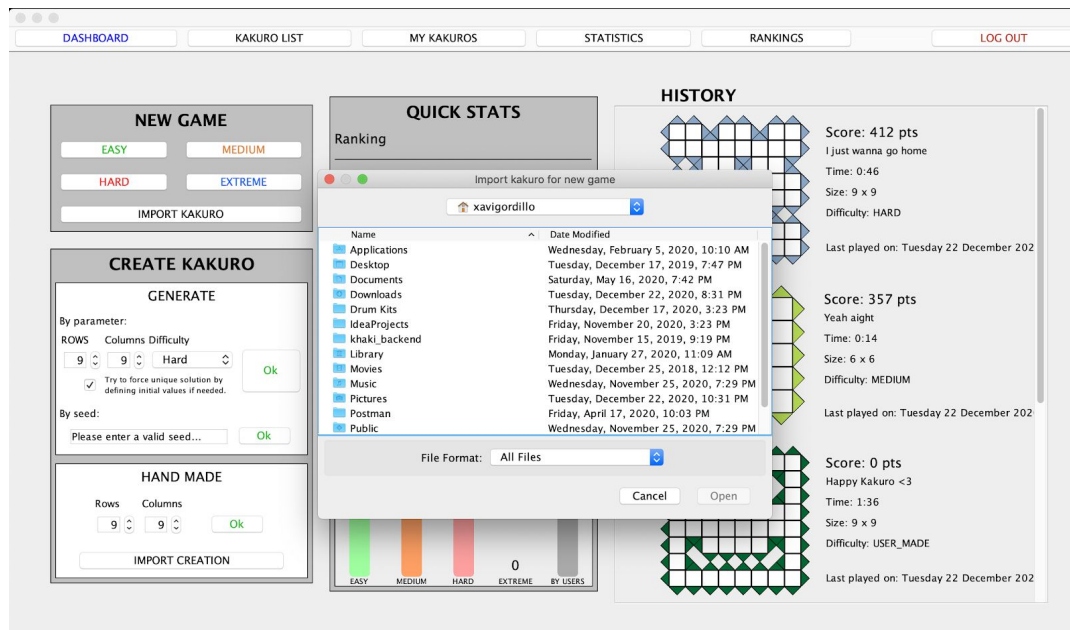 DASHBOARD KAKURO LIST MY KAKUROS STATISTICS RANKINGS LOG OUT
NEW GAME
EASY MEDIUM
HARD EXTREME
IMPORT KAKURO
CREATE KAKURO
GENERATE
By parameter:
ROWS Columns Difficulty
9 9 Hard Ok
Try to force unique solution by
defining initial values if needed.
By seed:
Please enter a valid seed... Ok
HAND MADE
Rows Columns
9 9 Ok
IMPORT CREATION
QUICK STATS
Ranking
Import kakuro for new game
xavigordillo
Name Date Modified
Applications Wednesday, February 5, 2020, 10:10 AM
Desktop Tuesday, December 17, 2019, 7:47 PM
Documents Saturday, May 16, 2020, 7:42 PM
Downloads Tuesday, December 22, 2020, 8:31 PM
Drum Kits Thursday, December 17, 2020, 3:23 PM
IdeaProjects Friday, November 20, 2020, 3:23 PM
khaki_backend Friday, November 15, 2019, 9:19 PM
Library Monday, January 27, 2020, 11:09 AM
Movies Tuesday, December 25, 2018, 12:12 PM
Music Wednesday, November 25, 2020, 7:29 PM
Pictures Tuesday, December 22, 2020, 10:31 PM
Postman Friday, April 17, 2020, 10:03 PM
Public Wednesday, November 25, 2020, 7:29 PM
File Format: All Files
Cancel Open
0
EASY MEDIUM HARD EXTREME BY USERS
HISTORY
Score: 412 pts
I just wanna go home
Time: 0:46
Size: 9 x 9
Difficulty: HARD
Last played on: Tuesday 22 December 202
Score: 357 pts
Yeah aight
Time: 0:14
Size: 6 x 6
Difficulty: MEDIUM
Last played on: Tuesday 22 December 202
Score: 0 pts
Happy Kakuro <3
Time: 1:36
Size: 9 x 9
Difficulty: USER_MADE
Last played on: Tuesday 22 December 202